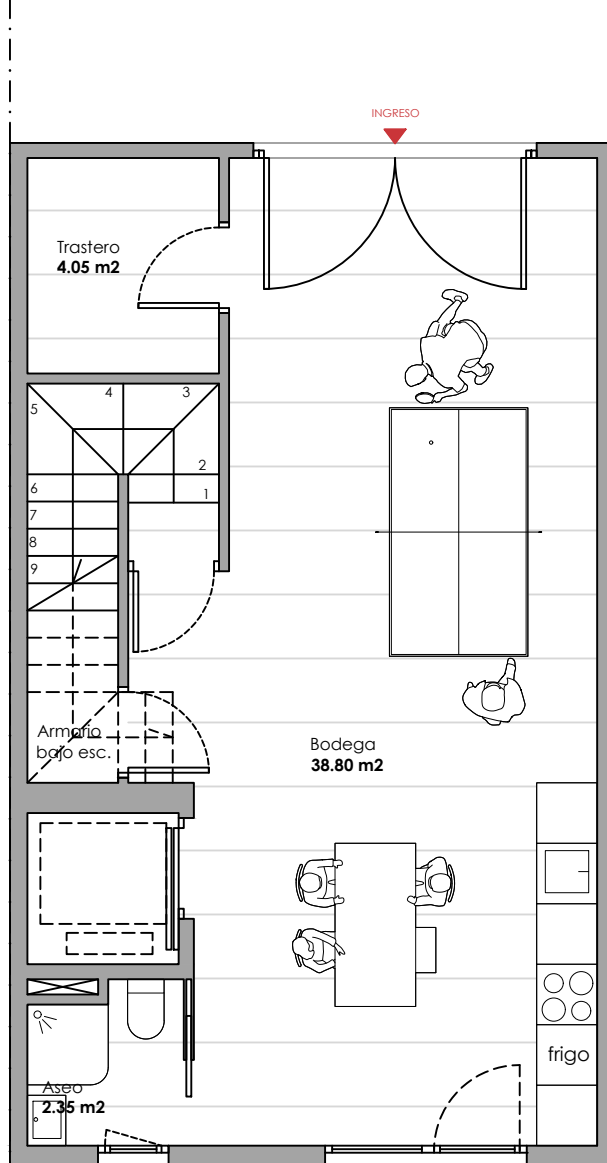 INGRESO
Trastero
4.05 m2
5
4
3
2
1
6
7
8
9
Armario
bajo esc.
Bodega
38.80 m2
frigo
Aseo
2.35 m2